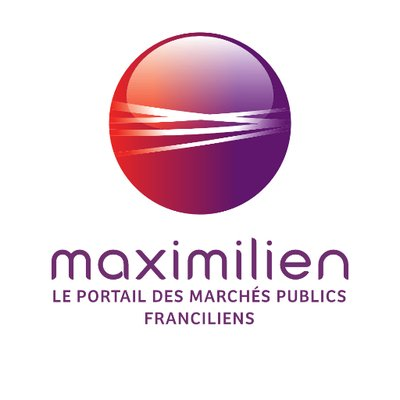 maximilien
LE PORTAIL DES MARCHÉS PUBLICS
FRANCILIENS